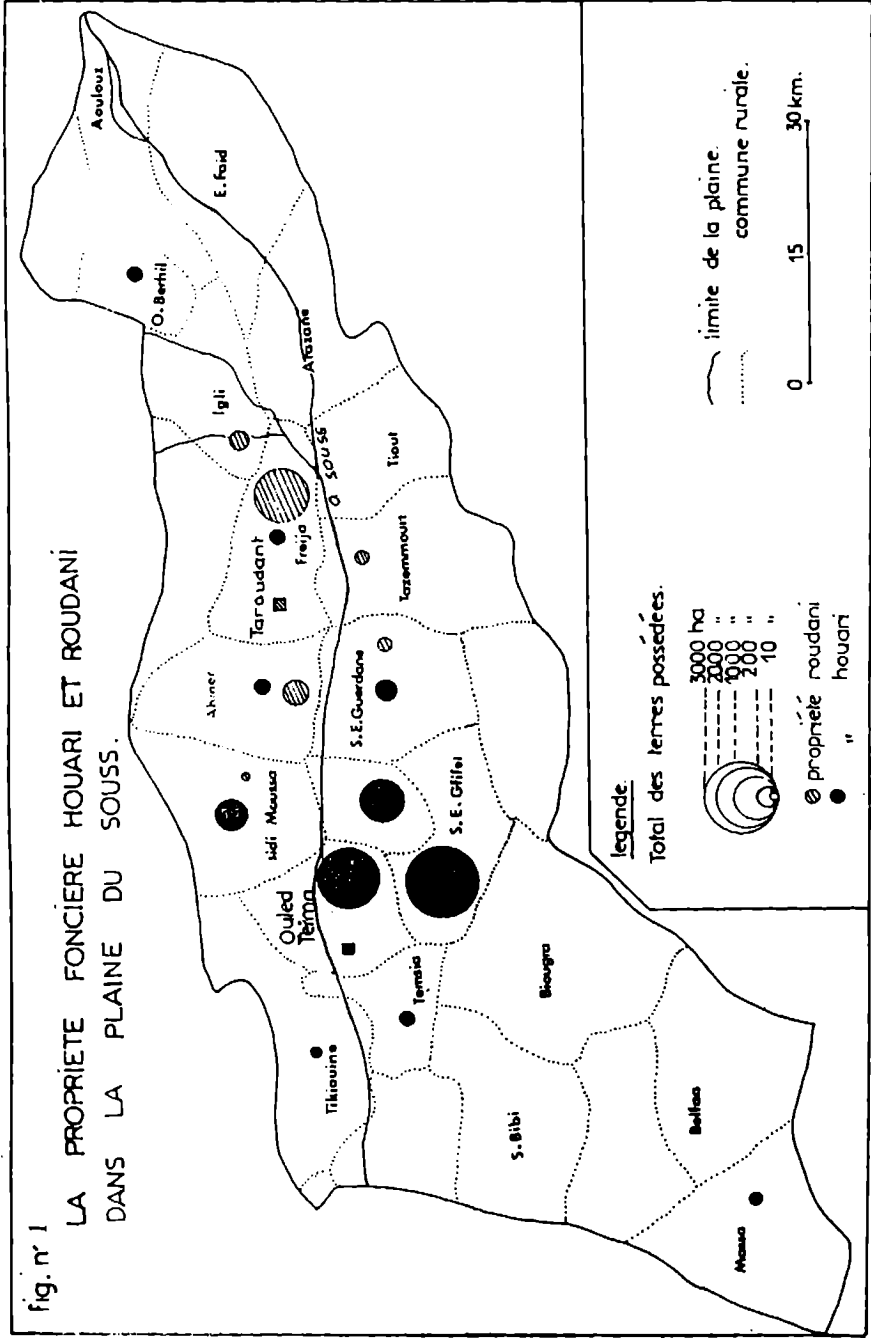 Fig. n° 1
LA PROPRIETE FONCIERE HOUARI ET ROUDANI
DANS LA PLAINE DU SOUSS.
Aoulouz
E. Faid
O. Berhil
Igli
Arazane
O SOUSS
Tiout
Freija
Taroudant
Tazemmourt
Ahmer
S.E. Guerdane
Sidi Moussa
S.E. Glifei
Ouled
Teima
Temsia
Biougra
Tikiouine
S. Bibi
Belfaa
Massa
legende.
Total des terres possédées.
3000 ha
2000 "
1000 "
200 "
10 "
propriété roudani
" houari
limite de la plaine.
commune rurale.
0 15 30 km.